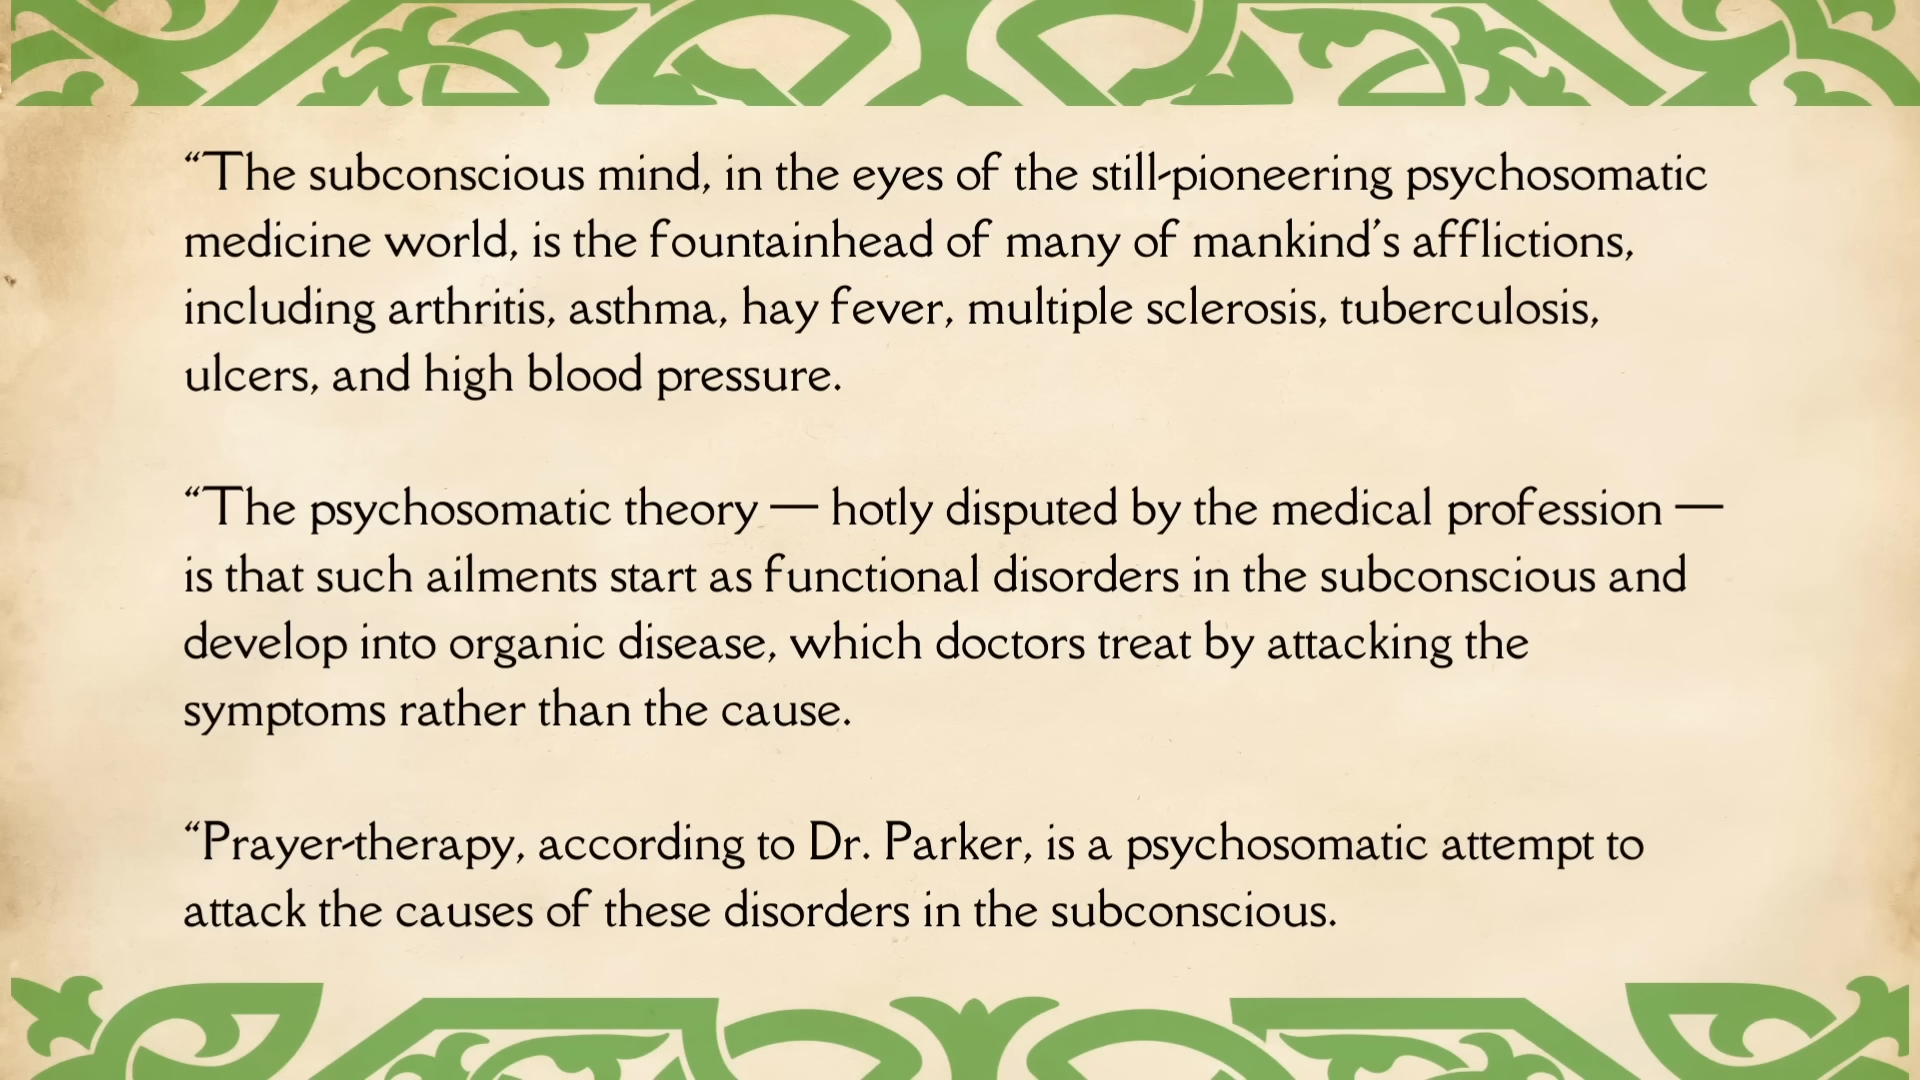 “The subconscious mind, in the eyes of the still-pioneering psychosomatic
medicine world, is the fountainhead of many of mankind’s afflictions,
including arthritis, asthma, hay fever, multiple sclerosis, tuberculosis,
ulcers, and high blood pressure.
“The psychosomatic theory — hotly disputed by the medical profession —
is that such ailments start as functional disorders in the subconscious and
develop into organic disease, which doctors treat by attacking the
symptoms rather than the cause.
“Prayer-therapy, according to Dr. Parker, is a psychosomatic attempt to
attack the causes of these disorders in the subconscious.